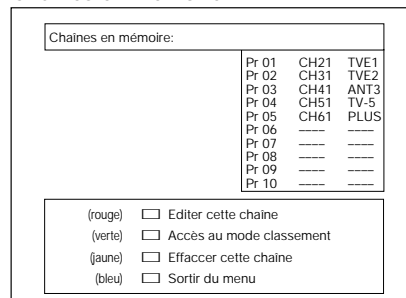 Chaînes en mémoire:
Pr 01 CH21 TVE1
Pr 02 CH31 TVE2
Pr 03 CH41 ANT3
Pr 04 CH51 TV-5
Pr 05 CH61 PLUS
Pr 06 ---- ----
Pr 07 ---- ----
Pr 08 ---- ----
Pr 09 ---- ----
Pr 10 ---- ----
(rouge) Editer cette chaîne
(verte) Accès au mode classement
(jaune) Effaccer cette chaîne
(bleu) Sortir du menu